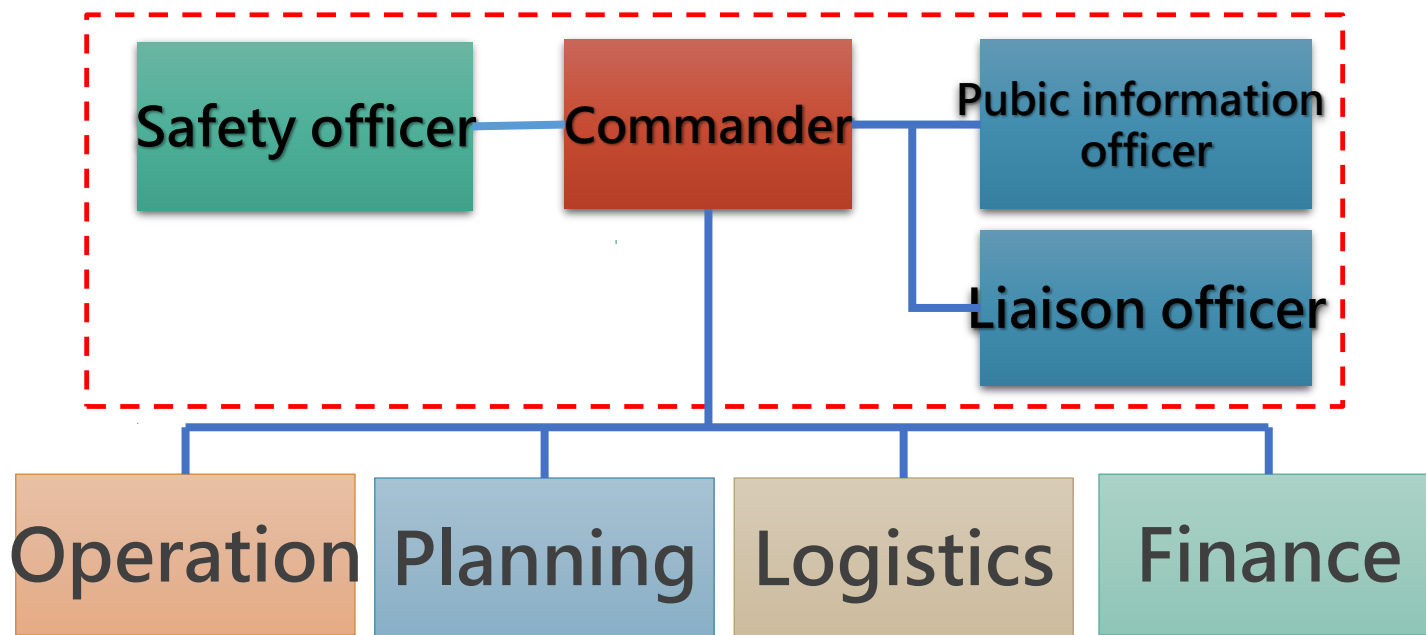 Safety officer
Commander
Pubic information
officer
Liaison officer
Operation
Planning
Logistics
Finance